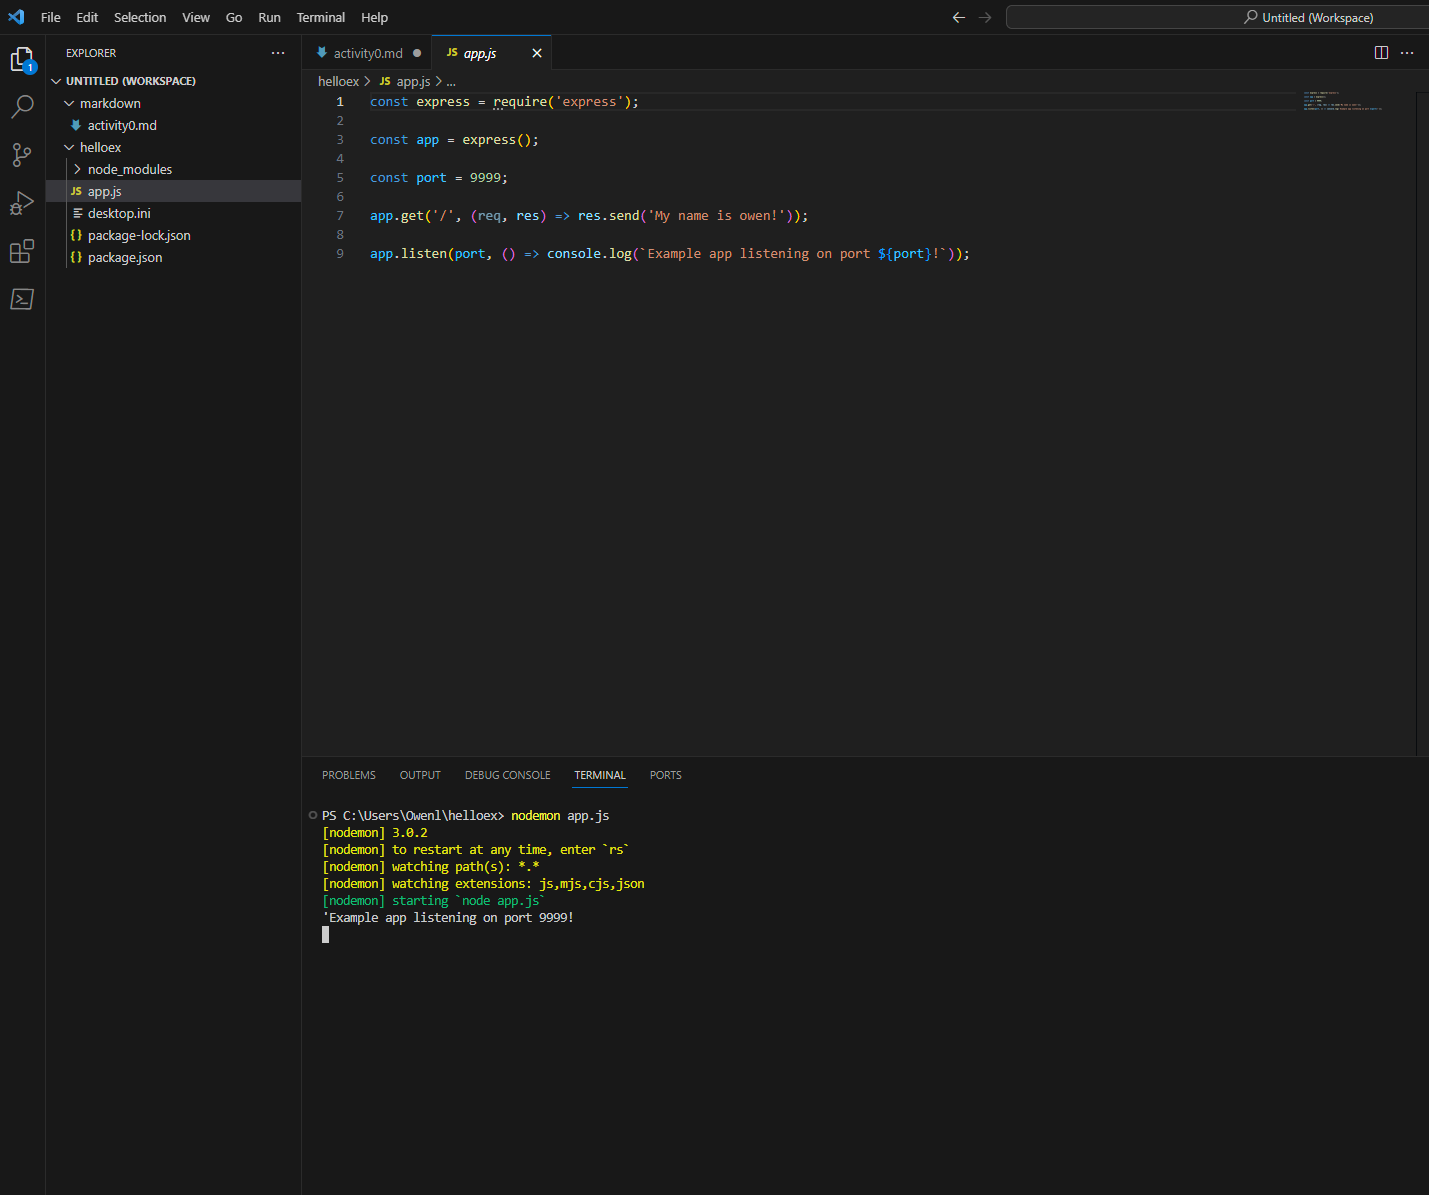 File Edit Selection View Go Run Terminal Help
Untitled (Workspace)
EXPLORER
1
UNTITLED (WORKSPACE)
markdown
activity0.md
helloex
node_modules
JS app.js
desktop.ini
{} package-lock.json
{} package.json
activity0.md
JS app.js
helloex > JS app.js > ...
1 const express = require('express');
2
3 const app = express();
4
5 const port = 9999;
6
7 app.get('/', (req, res) => res.send('My name is owen!'));
8
9 app.listen(port, () => console.log(`Example app listening on port ${port}!`));
PROBLEMS OUTPUT DEBUG CONSOLE TERMINAL PORTS
PS C:\Users\Owenl\helloex> nodemon app.js
[nodemon] 3.0.2
[nodemon] to restart at any time, enter `rs`
[nodemon] watching path(s): *.*
[nodemon] watching extensions: js,mjs,cjs,json
[nodemon] starting `node app.js`
'Example app listening on port 9999!